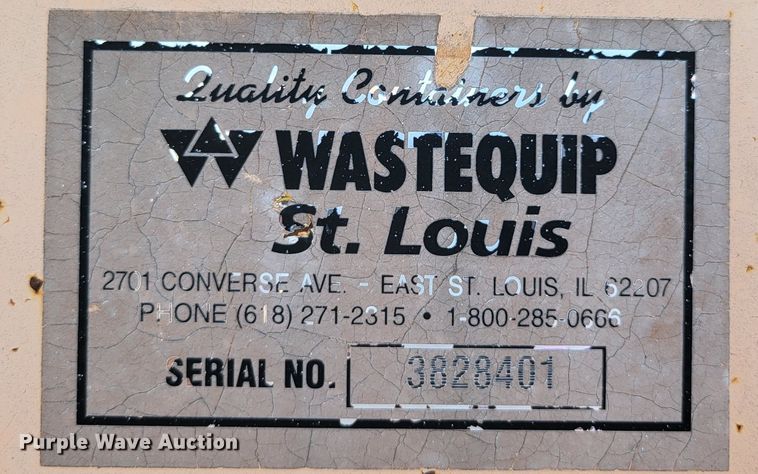 Quality Containers by
WASTEQUIP
St. Louis
2701 CONVERSE AVE. - EAST ST. LOUIS, IL 62207
PHONE (618) 271-2315 • 1-800-285-0666
SERIAL NO. 3828401
Purple Wave Auction